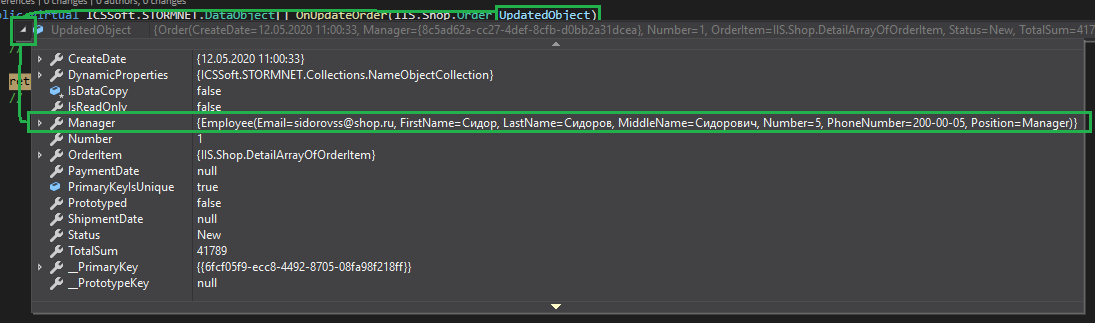 0 changes | 0 authors, 0 changes
virtual ICSSoft.STORMNET.DataObject[] OnUpdateOrder(IIS.Shop.Order UpdatedObject)
UpdatedObject {Order(CreateDate=12.05.2020 11:00:33, Manager={8c5ad62a-cc27-4def-8cfb-d0bb2a31dcea}, Number=1, OrderItem=IIS.Shop.DetailArrayOfOrderItem, Status=New, TotalSum=417
//
CreateDate {12.05.2020 11:00:33}
DynamicProperties {ICSSoft.STORMNET.Collections.NameObjectCollection}
ret IsDataCopy false
// IsReadOnly false
Manager {Employee(Email=sidorovss@shop.ru, FirstName=Сидор, LastName=Сидоров, MiddleName=Сидорович, Number=5, PhoneNumber=200-00-05, Position=Manager)}
Number 1
OrderItem {IIS.Shop.DetailArrayOfOrderItem}
PaymentDate null
PrimaryKeyIsUnique true
Prototyped false
ShipmentDate null
Status New
TotalSum 41789
__PrimaryKey {{6fcf05f9-ecc8-4492-8705-08fa98f218ff}}
__PrototypeKey null